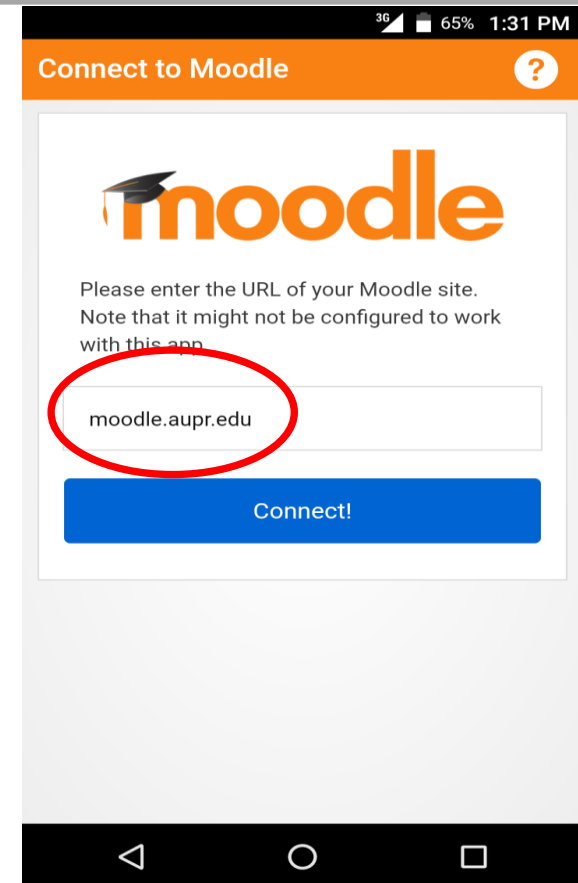 3G 65% 1:31 PM
Connect to Moodle ?
moodle
Please enter the URL of your Moodle site.
Note that it might not be configured to work
with this app.
moodle.aupr.edu
Connect!